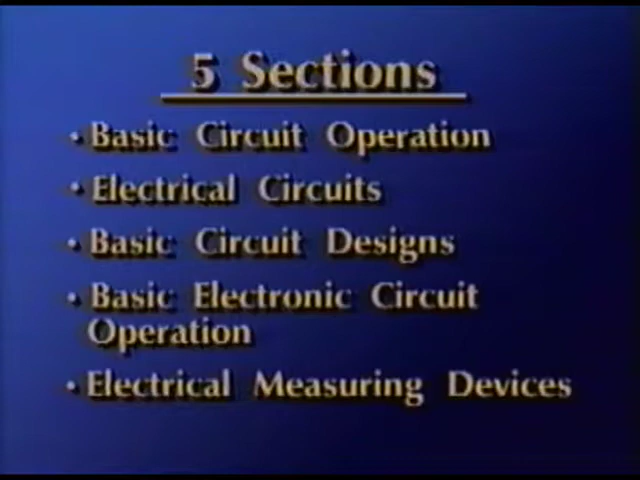 5 Sections
• Basic Circuit Operation
• Electrical Circuits
• Basic Circuit Designs
• Basic Electronic Circuit
Operation
• Electrical Measuring Devices